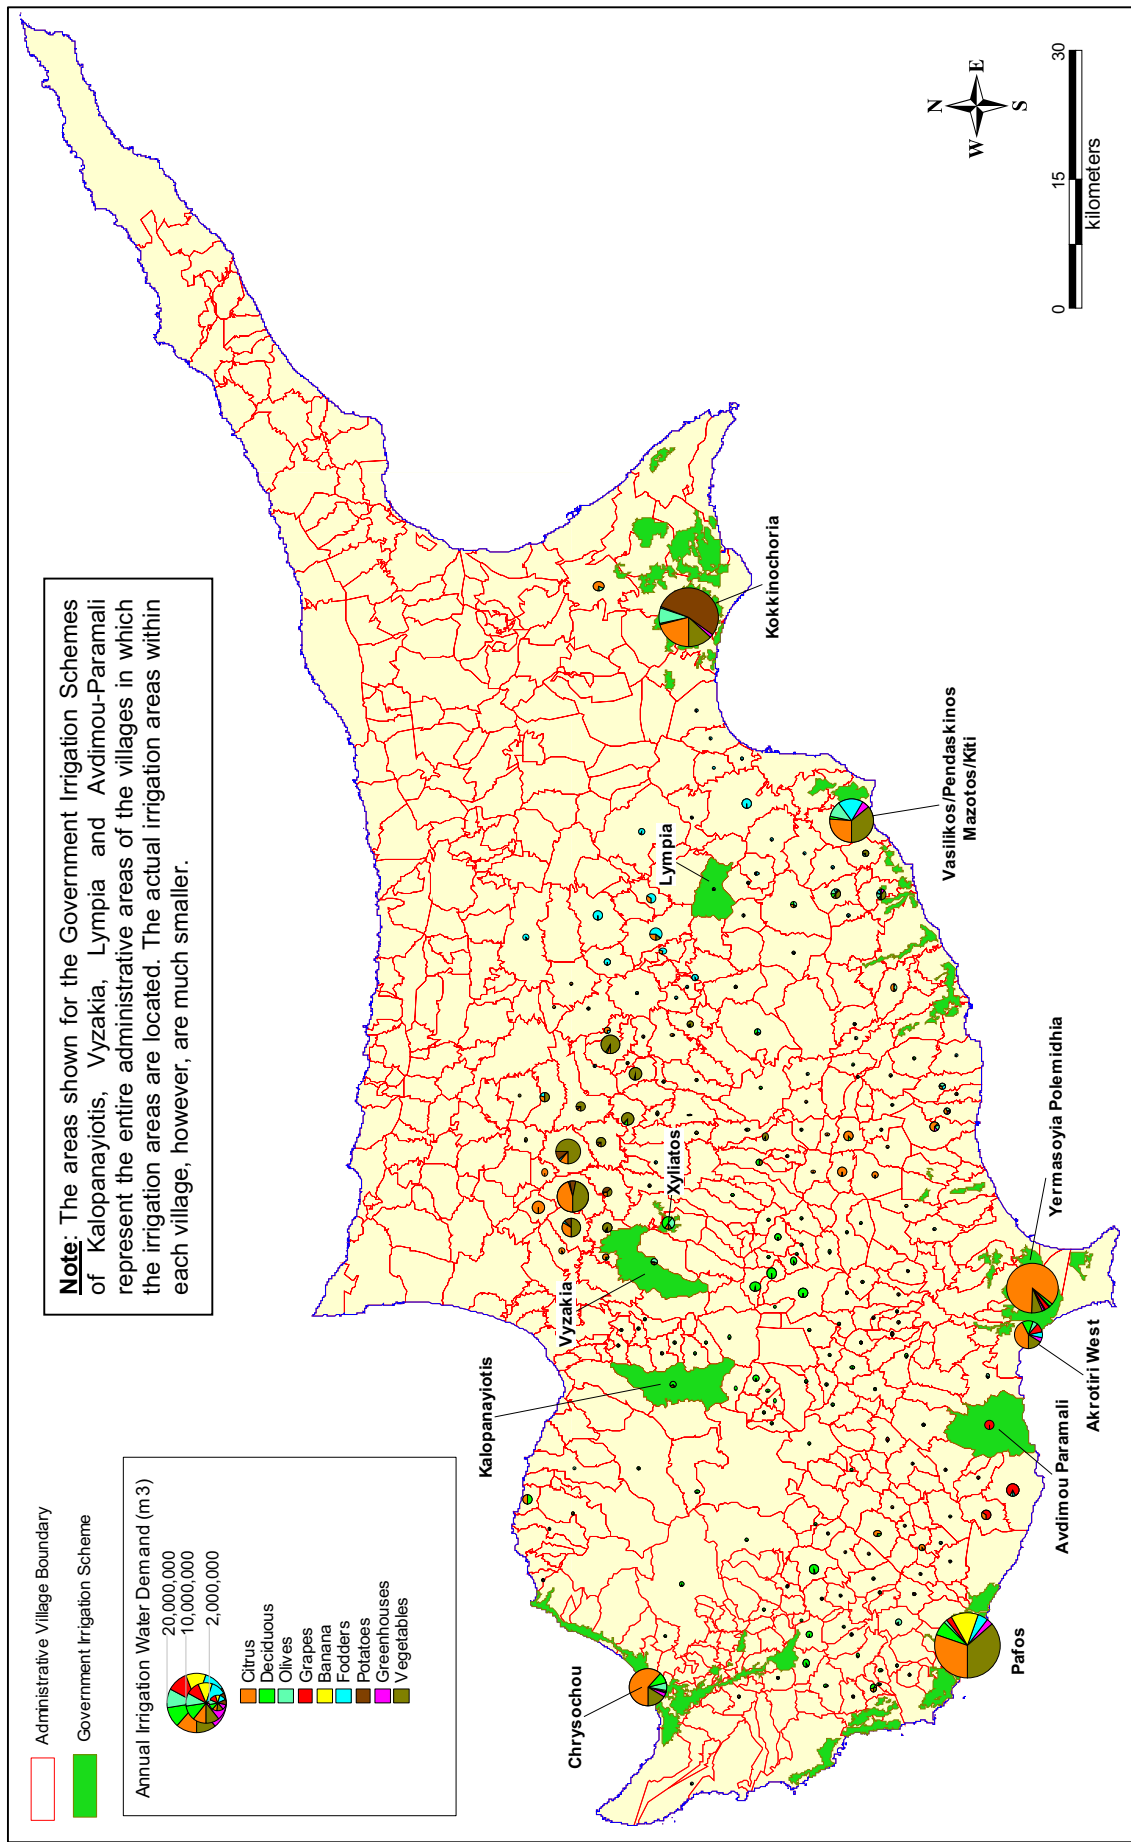 Administrative Village Boundary
Government Irrigation Scheme
Annual Irrigation Water Demand (m3)
20,000,000
10,000,000
2,000,000
Citrus
Deciduous
Olives
Grapes
Banana
Fodders
Potatoes
Greenhouses
Vegetables
Note: The areas shown for the Government Irrigation Schemes
of Kalopanayiotis, Vyzakia, Lympia and Avdimou-Paramali
represent the entire administrative areas of the villages in which
the irrigation areas are located. The actual irrigation areas within
each village, however, are much smaller.
Kalopanayiotis
Vyzakia
Xyliatos
Lympia
Chrysochou
Pafos
Avdimou Paramali
Akrotiri West
Yermasoyia Polemidhia
Vasilikos/Pendaskinos
Mazotos/Kiti
Kokkinochoria
N
W E
S
0 15 30
kilometers